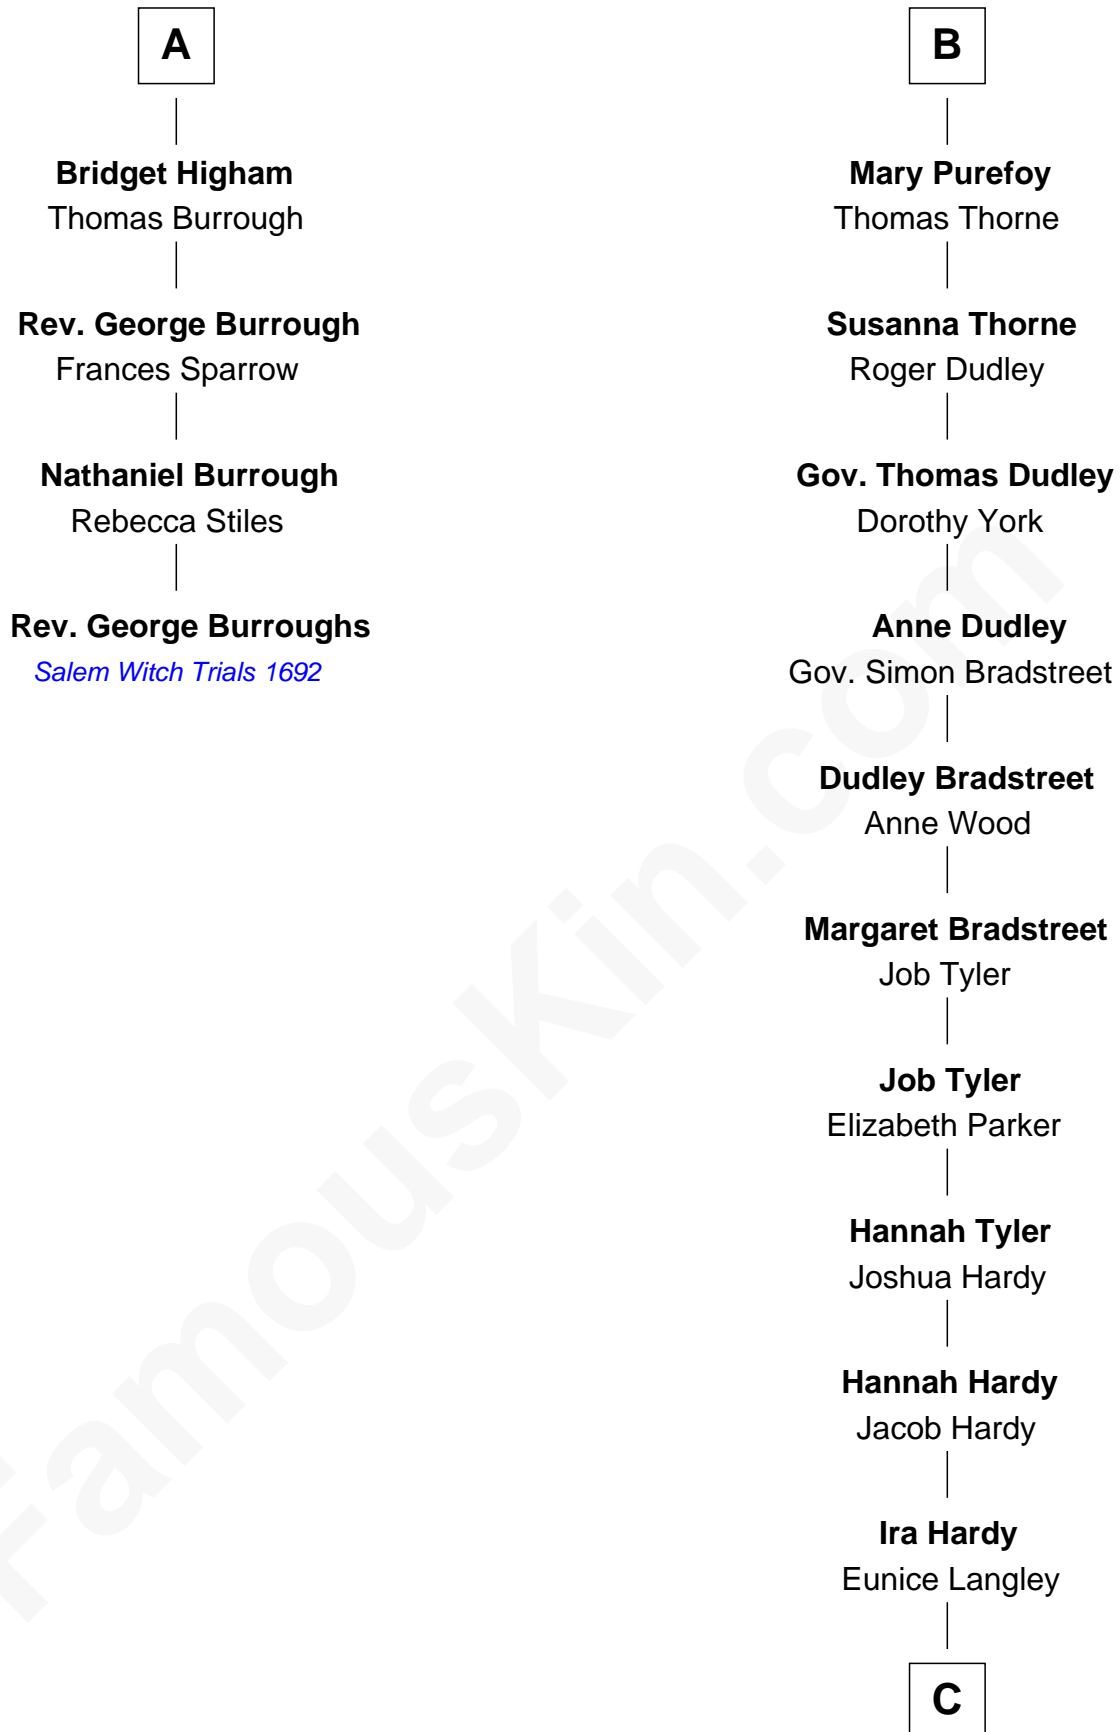 A
Bridget Higham
Thomas Burrough
Rev. George Burrough
Frances Sparrow
Nathaniel Burrough
Rebecca Stiles
Rev. George Burroughs
Salem Witch Trials 1692
B
Mary Purefoy
Thomas Thorne
Susanna Thorne
Roger Dudley
Gov. Thomas Dudley
Dorothy York
Anne Dudley
Gov. Simon Bradstreet
Dudley Bradstreet
Anne Wood
Margaret Bradstreet
Job Tyler
Job Tyler
Elizabeth Parker
Hannah Tyler
Joshua Hardy
Hannah Hardy
Jacob Hardy
Ira Hardy
Eunice Langley
C
FamousKin.com